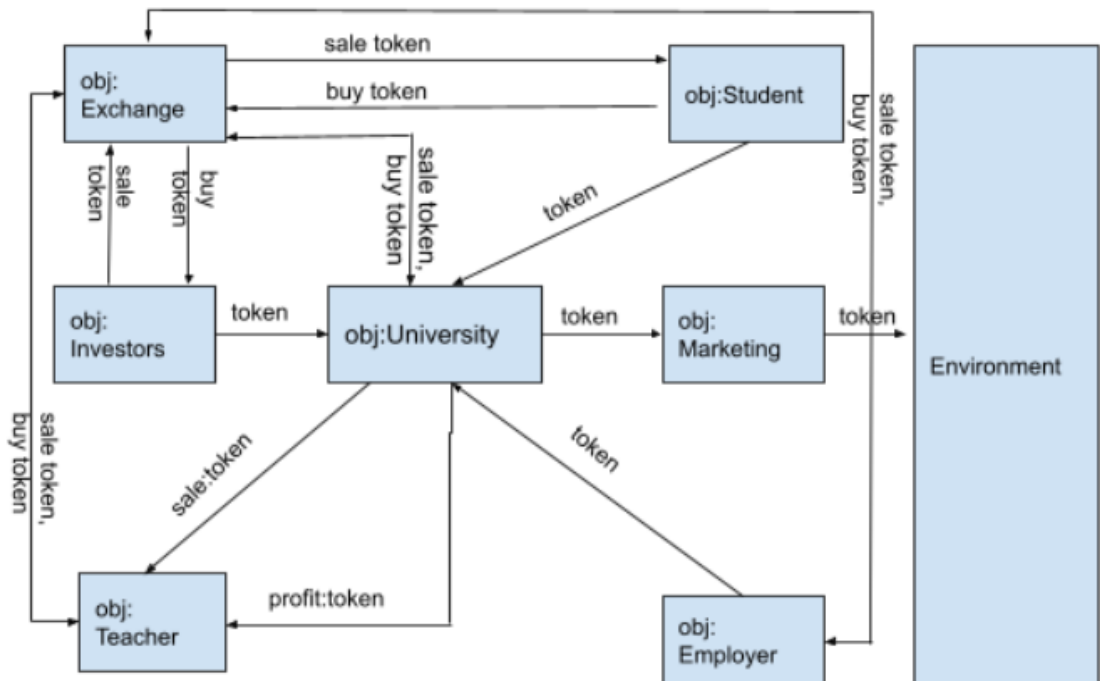 sale token
obj:
Exchange
buy token
obj:Student
sale token,
buy token
sale
token
buy
token
sale token,
buy token
token
obj:
Investors
token
obj:University
token
obj:
Marketing
token
Environment
sale token,
buy token
sale:token
token
obj:
Teacher
profit:token
obj:
Employer